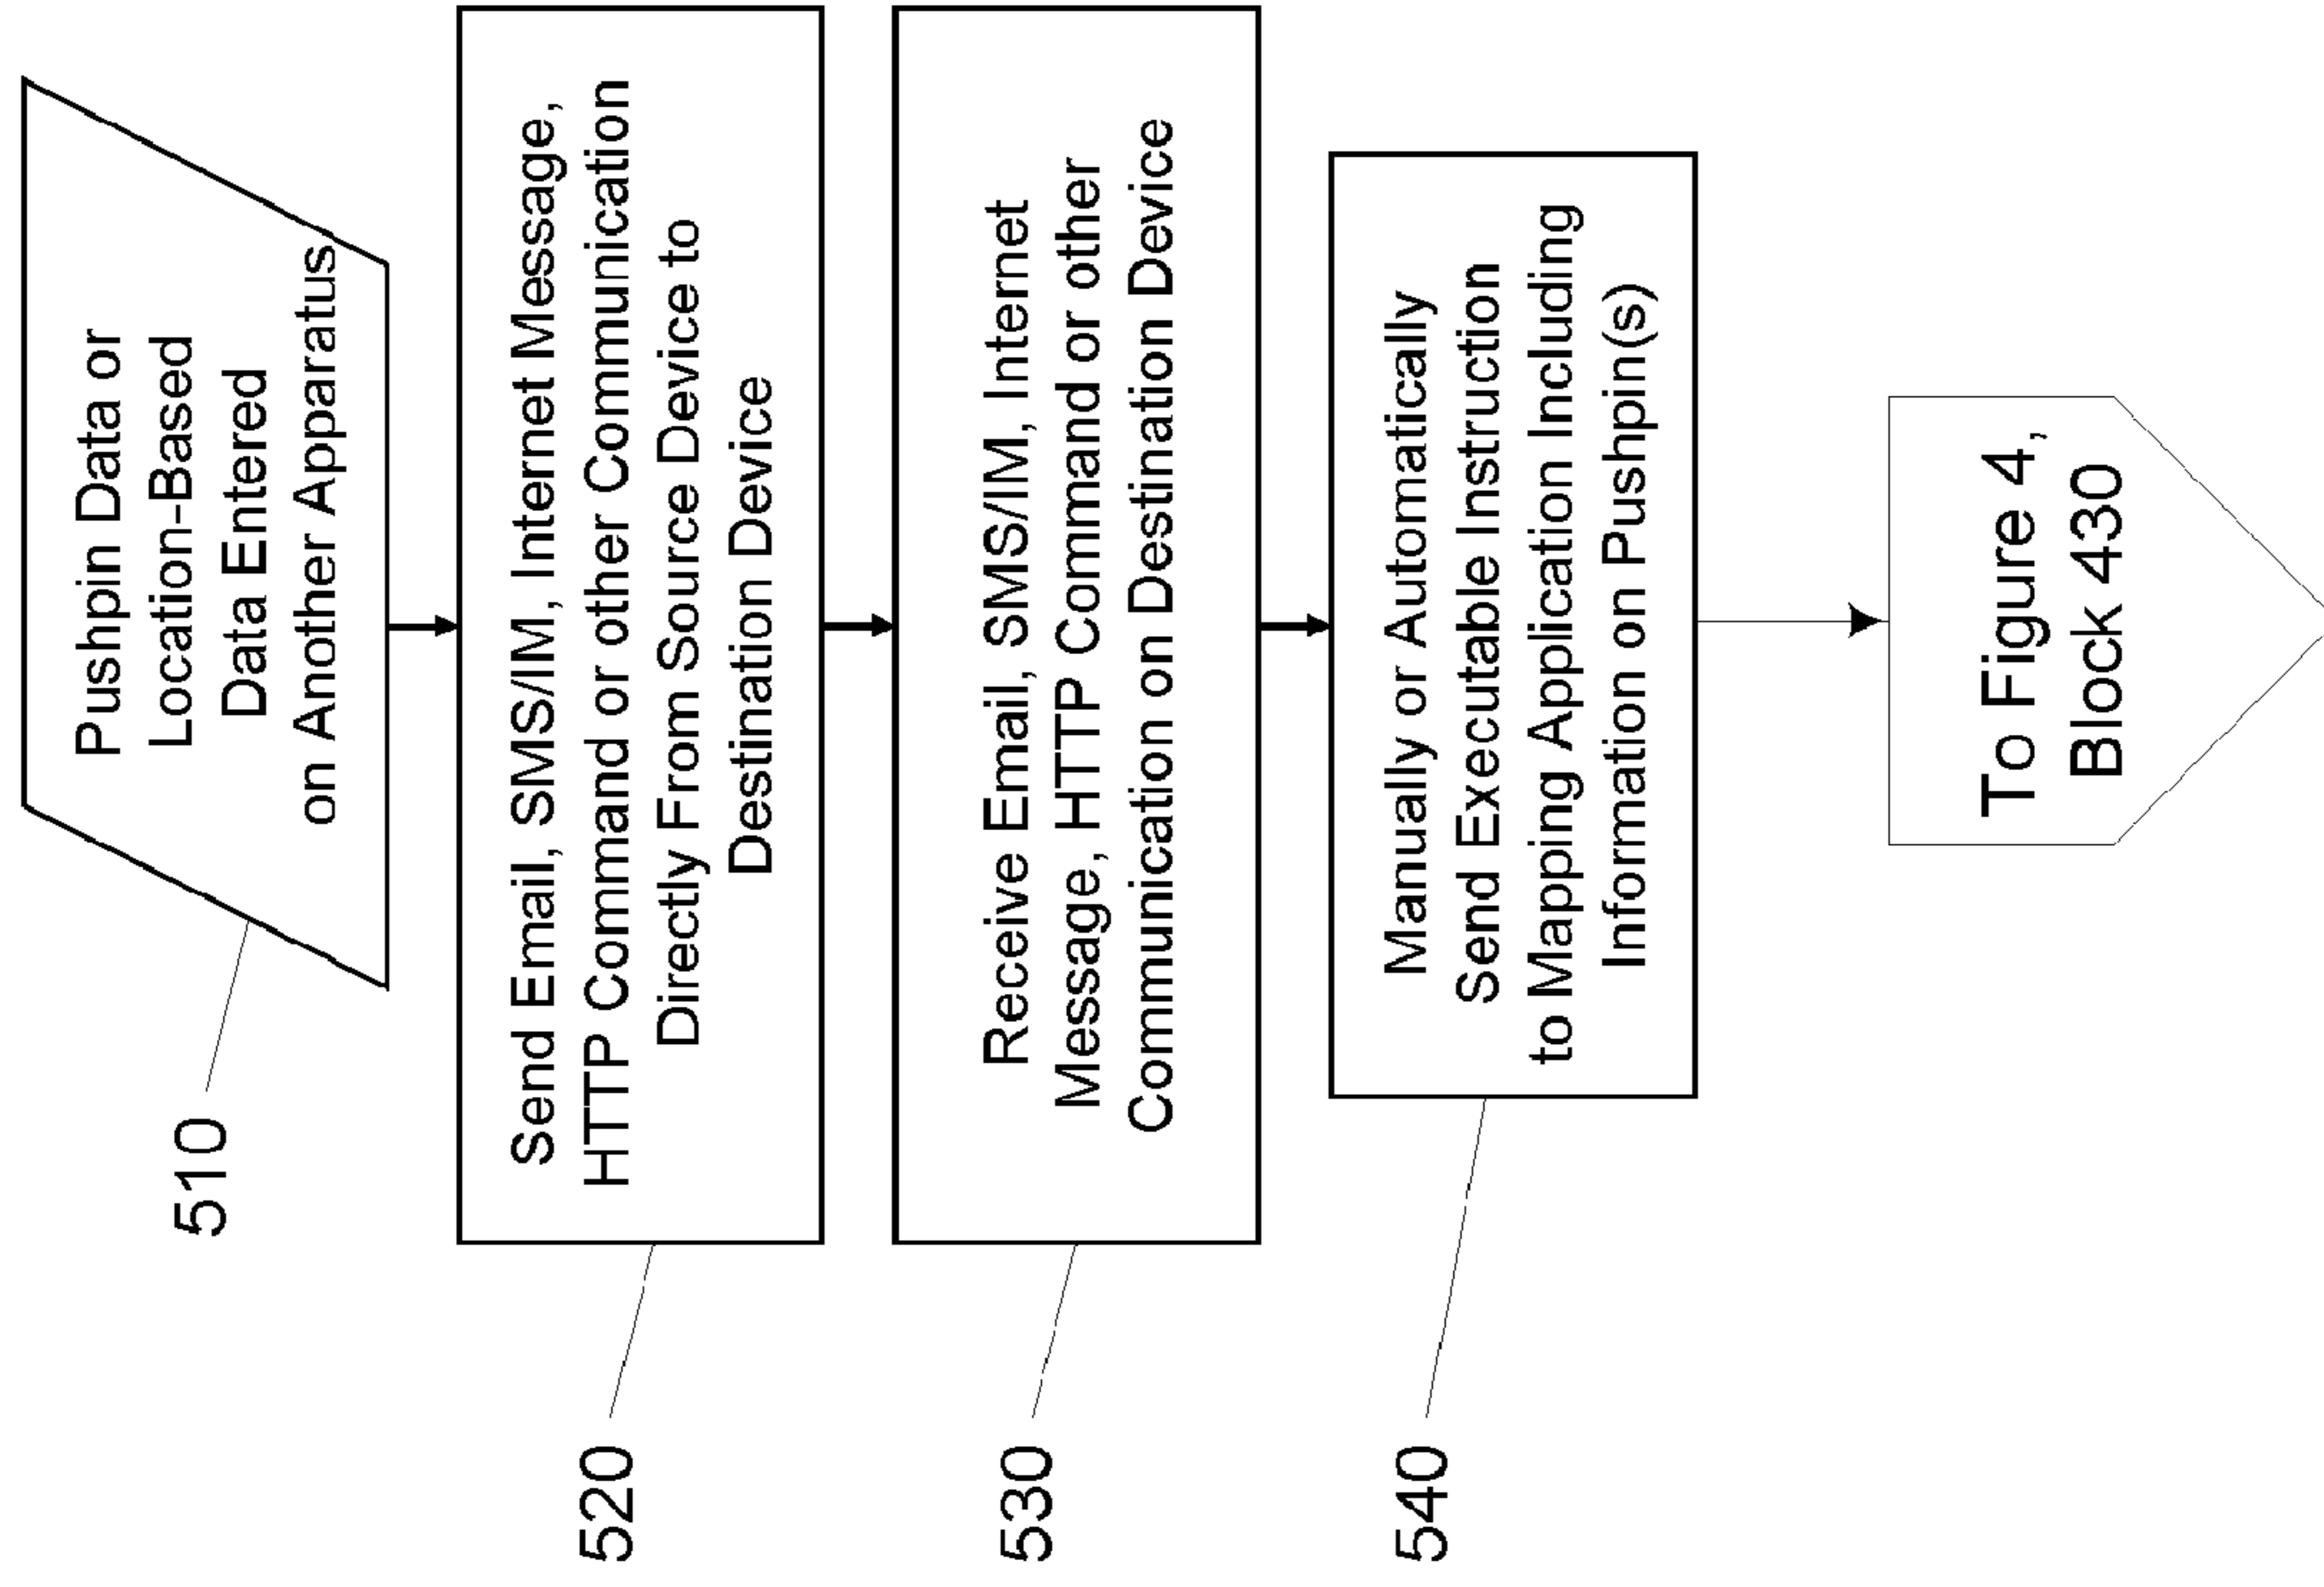 Pushpin Data or
Location-Based
Data Entered
on Another Apparatus
510
Send Email, SMS/IM, Internet Message,
HTTP Command or other Communication
Directly From Source Device to
Destination Device
520
Receive Email, SMS/IM, Internet
Message, HTTP Command or other
Communication on Destination Device
530
Manually or Automatically
Send Executable Instruction
to Mapping Application Including
Information on Pushpin(s)
540
To Figure 4,
Block 430